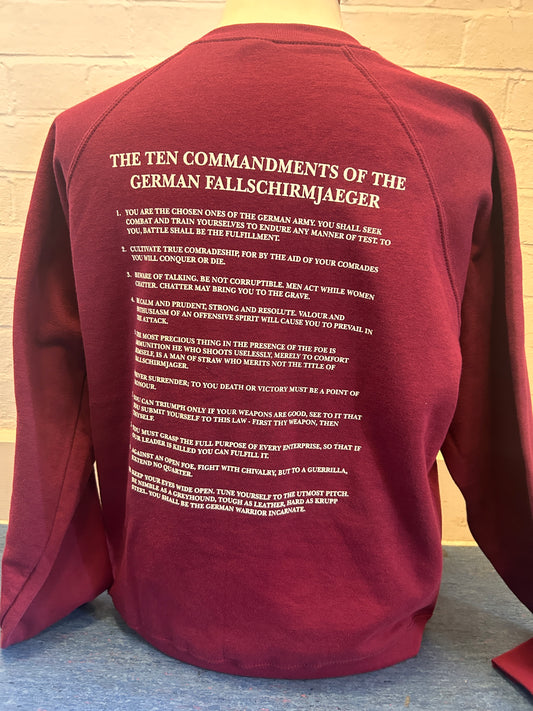 THE TEN COMMANDMENTS OF THE
GERMAN FALLSCHIRMJAEGER
1. YOU ARE THE CHOSEN ONES OF THE GERMAN ARMY. YOU SHALL SEEK
COMBAT AND TRAIN YOURSELVES TO ENDURE ANY MANNER OF TEST. TO
YOU, BATTLE SHALL BE THE FULFILLMENT.
2. CULTIVATE TRUE COMRADESHIP, FOR BY THE AID OF YOUR COMRADES
YOU WILL CONQUER OR DIE.
3. BEWARE OF TALKING. BE NOT CORRUPTIBLE. MEN ACT WHILE WOMEN
CHATTER. CHATTER MAY BRING YOU TO THE GRAVE.
4. CALM AND PRUDENT, STRONG AND RESOLUTE. VALOUR AND
ENTHUSIASM OF AN OFFENSIVE SPIRIT WILL CAUSE YOU TO PREVAIL IN
THE ATTACK.
MOST PRECIOUS THING IN THE PRESENCE OF THE FOE IS
MUNITION HE WHO SHOOTS USELESSLY, MERELY TO COMFORT
HIMSELF, IS A MAN OF STRAW WHO MERITS NOT THE TITLE OF
ALLSCHIRMJAGER.
EVER SURRENDER; TO YOU DEATH OR VICTORY MUST BE A POINT OF
ONOUR.
OU CAN TRIUMPH ONLY IF YOUR WEAPONS ARE GOOD, SEE TO IT THAT
OU SUBMIT YOURSELF TO THIS LAW - FIRST THY WEAPON, THEN
HYSELF.
YOU MUST GRASP THE FULL PURPOSE OF EVERY ENTERPRISE, SO THAT IF
UR LEADER IS KILLED YOU CAN FULFILL IT.
AGAINST AN OPEN FOE, FIGHT WITH CHIVALRY, BUT TO A GUERRILLA,
EXTEND NO QUARTER.
KEEP YOUR EYES WIDE OPEN. TUNE YOURSELF TO THE UTMOST PITCH.
BE NIMBLE AS A GREYHOUND, TOUGH AS LEATHER, HARD AS KRUPP
STEEL. YOU SHALL BE THE GERMAN WARRIOR INCARNATE.